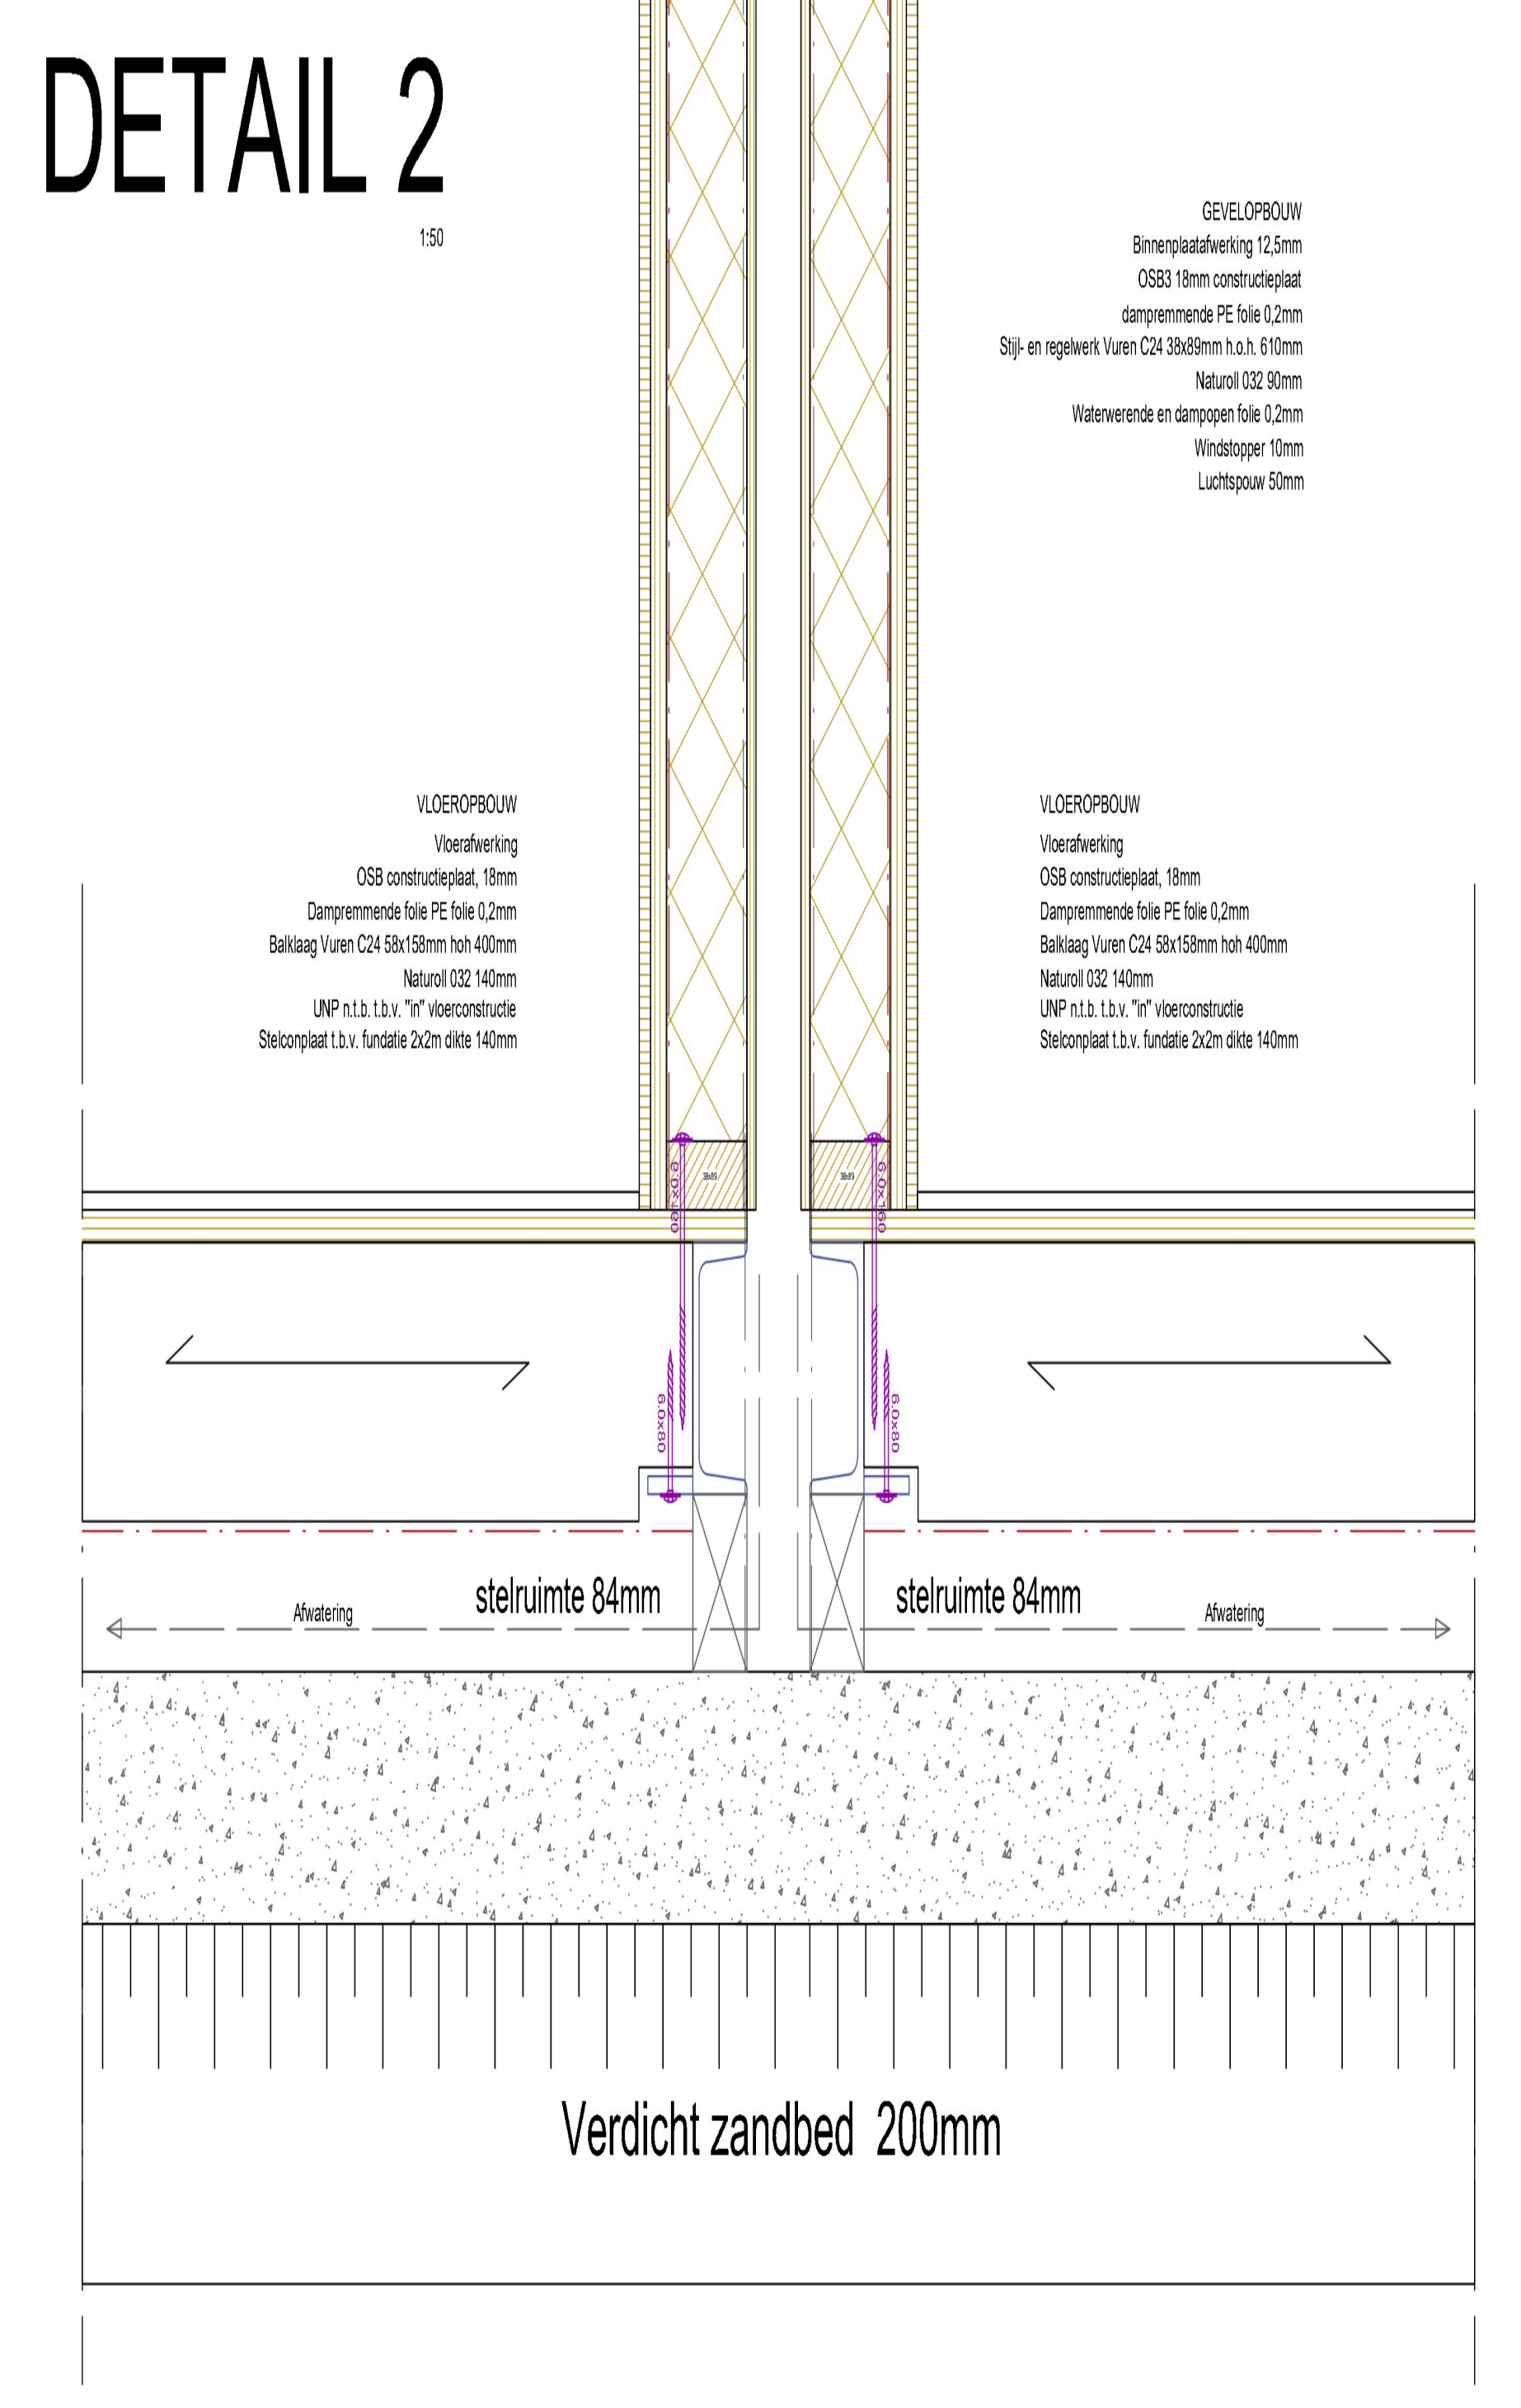 DETAIL 2
1:50
GEVELOPBOUW
Binnenplaatafwerking 12,5mm
OSB3 18mm constructieplaat
dampremmende PE folie 0,2mm
Stijl- en regelwerk Vuren C24 38x89mm h.o.h. 610mm
Naturoll 032 90mm
Waterwerende en dampopen folie 0,2mm
Windstopper 10mm
Luchtspouw 50mm
VLOEROPBOUW
Vloerafwerking
OSB constructieplaat, 18mm
Dampremmende folie PE folie 0,2mm
Balklaag Vuren C24 58x158mm hoh 400mm
Naturoll 032 140mm
UNP n.t.b. t.b.v. "in" vloerconstructie
Stelconplaat t.b.v. fundatie 2x2m dikte 140mm
VLOEROPBOUW
Vloerafwerking
OSB constructieplaat, 18mm
Dampremmende folie PE folie 0,2mm
Balklaag Vuren C24 58x158mm hoh 400mm
Naturoll 032 140mm
UNP n.t.b. t.b.v. "in" vloerconstructie
Stelconplaat t.b.v. fundatie 2x2m dikte 140mm
38x89
38x89
6.0x160
6.0x160
6.0x80
6.0x80
stelruimte 84mm
stelruimte 84mm
Afwatering
Afwatering
Verdicht zandbed 200mm